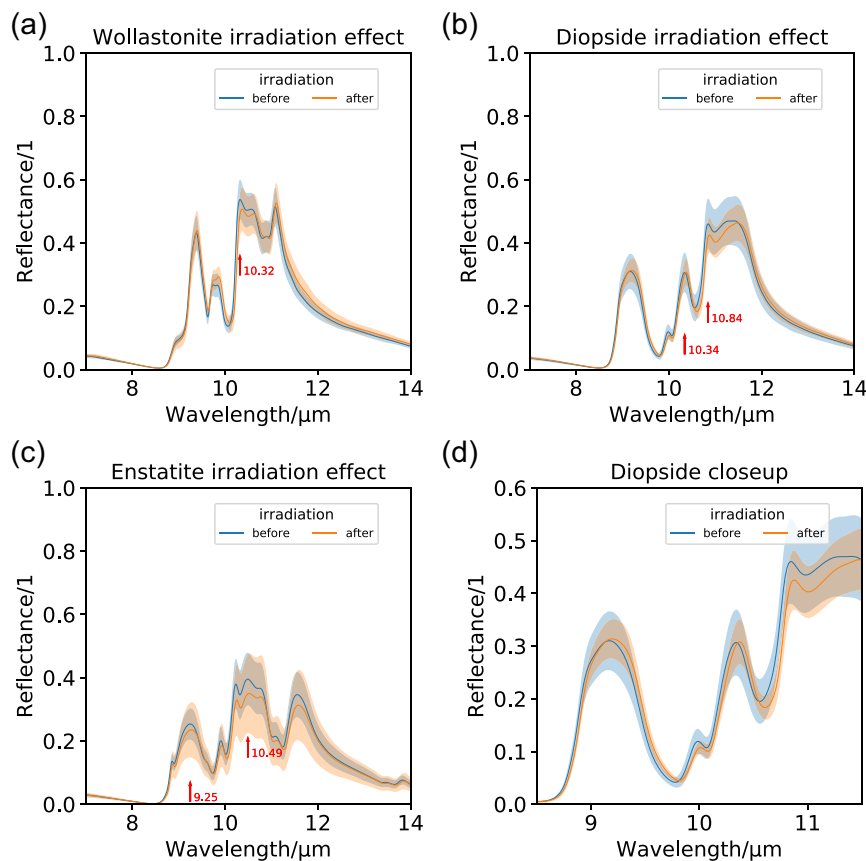 (a)
Wollastonite irradiation effect
irradiation
before after
Reflectance/1
1.0
0.8
0.6
0.4
0.2
0.0
10.32
8 10 12 14
Wavelength/μm
(b)
Diopside irradiation effect
irradiation
before after
Reflectance/1
1.0
0.8
0.6
0.4
0.2
0.0
10.84
10.34
8 10 12 14
Wavelength/μm
(c)
Enstatite irradiation effect
irradiation
before after
Reflectance/1
1.0
0.8
0.6
0.4
0.2
0.0
10.49
9.25
8 10 12 14
Wavelength/μm
(d)
Diopside closeup
irradiation
before after
Reflectance/1
0.6
0.5
0.4
0.3
0.2
0.1
0.0
9 10 11
Wavelength/μm